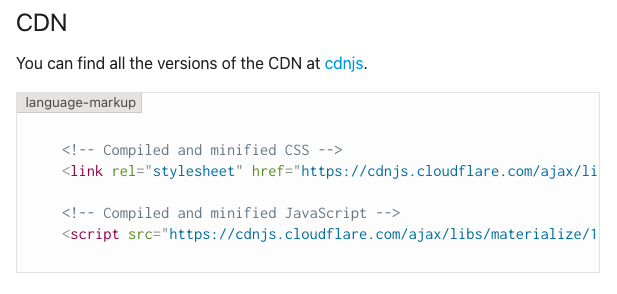 CDN
You can find all the versions of the CDN at cdnjs.
language-markup
<!-- Compiled and minified CSS -->
<link rel="stylesheet" href="https://cdnjs.cloudflare.com/ajax/li
<!-- Compiled and minified JavaScript -->
<script src="https://cdnjs.cloudflare.com/ajax/libs/materialize/1